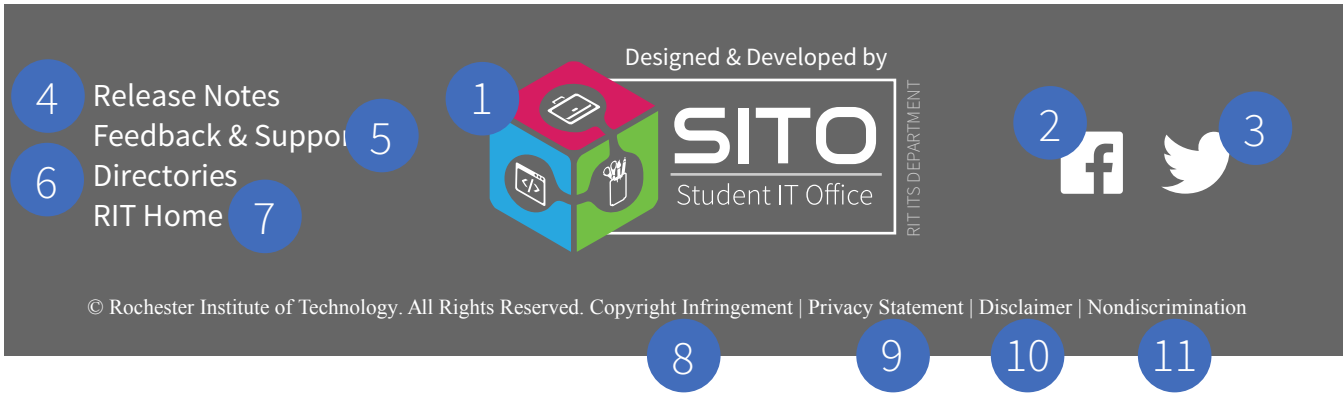 4 Release Notes
Feedback & Suppor 5
6 Directories
RIT Home 7
1
Designed & Developed by
SITO
Student IT Office
RIT ITS DEPARTMENT
</>
2
3
© Rochester Institute of Technology. All Rights Reserved. Copyright Infringement | Privacy Statement | Disclaimer | Nondiscrimination
8 9 10 11